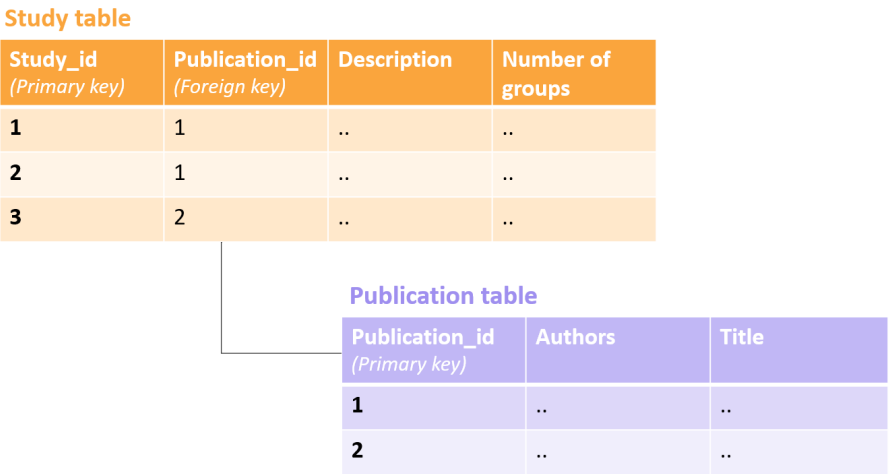 Study table
Study_id Publication_id Description Number of
(Primary key) (Foreign key) groups
1 1 .. ..
2 1 .. ..
3 2 .. ..
Publication table
Publication_id Authors Title
(Primary key)
1 .. ..
2 .. ..